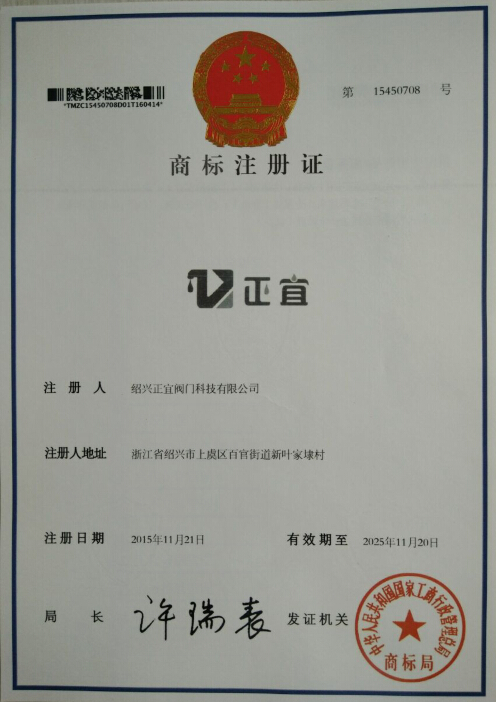 *TMZC15450708D01T160414*
第 15450708 号
商标注册证
正宜
注册人 绍兴正宜阀门科技有限公司
注册人地址 浙江省绍兴市上虞区百官街道新叶家埭村
注册日期 2015年11月21日 有效期至 2025年11月20日
局长 许瑞表 发证机关
中华人民共和国国家工商行政管理总局
商标局